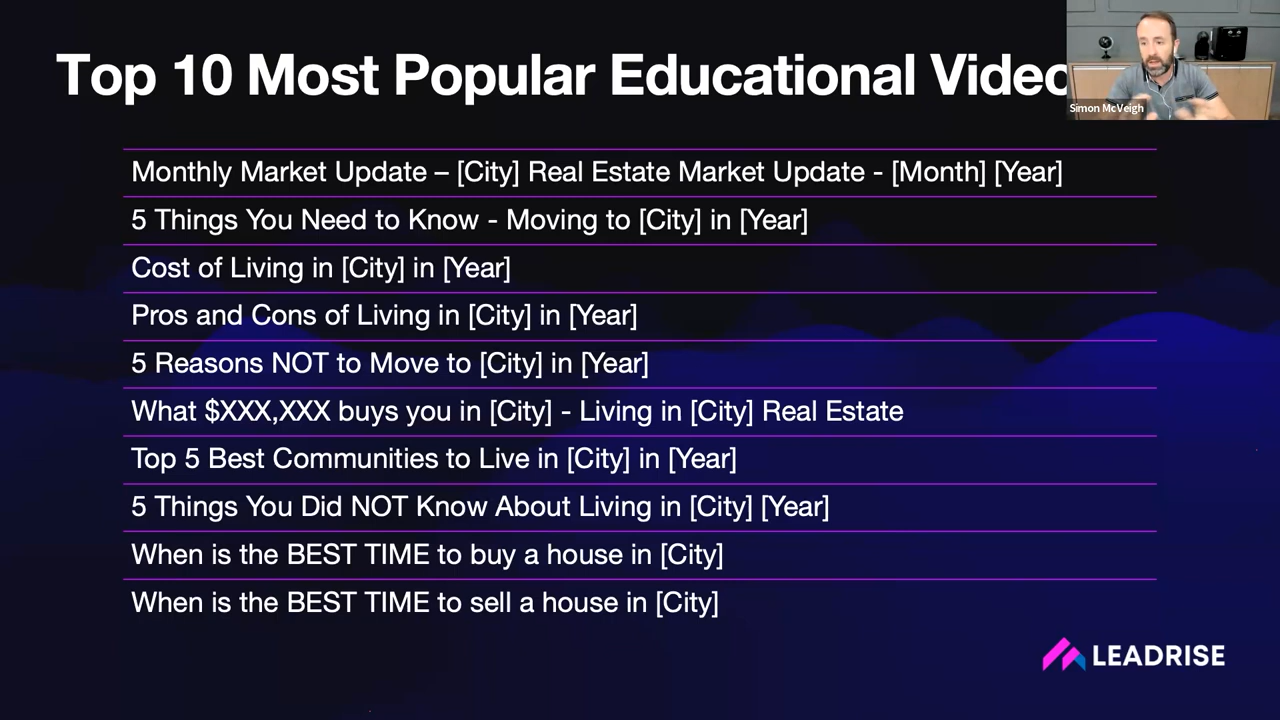 Top 10 Most Popular Educational Video
Simon McVeigh
Monthly Market Update – [City] Real Estate Market Update - [Month] [Year]
5 Things You Need to Know - Moving to [City] in [Year]
Cost of Living in [City] in [Year]
Pros and Cons of Living in [City] in [Year]
5 Reasons NOT to Move to [City] in [Year]
What $XXX,XXX buys you in [City] - Living in [City] Real Estate
Top 5 Best Communities to Live in [City] in [Year]
5 Things You Did NOT Know About Living in [City] [Year]
When is the BEST TIME to buy a house in [City]
When is the BEST TIME to sell a house in [City]
LEADRISE